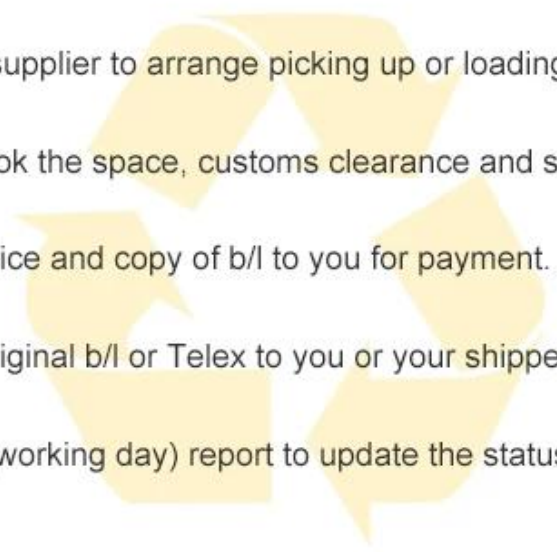 supplier to arrange picking up or loading
ok the space, customs clearance and s
ice and copy of b/l to you for payment.
iginal b/l or Telex to you or your shippe
working day) report to update the status